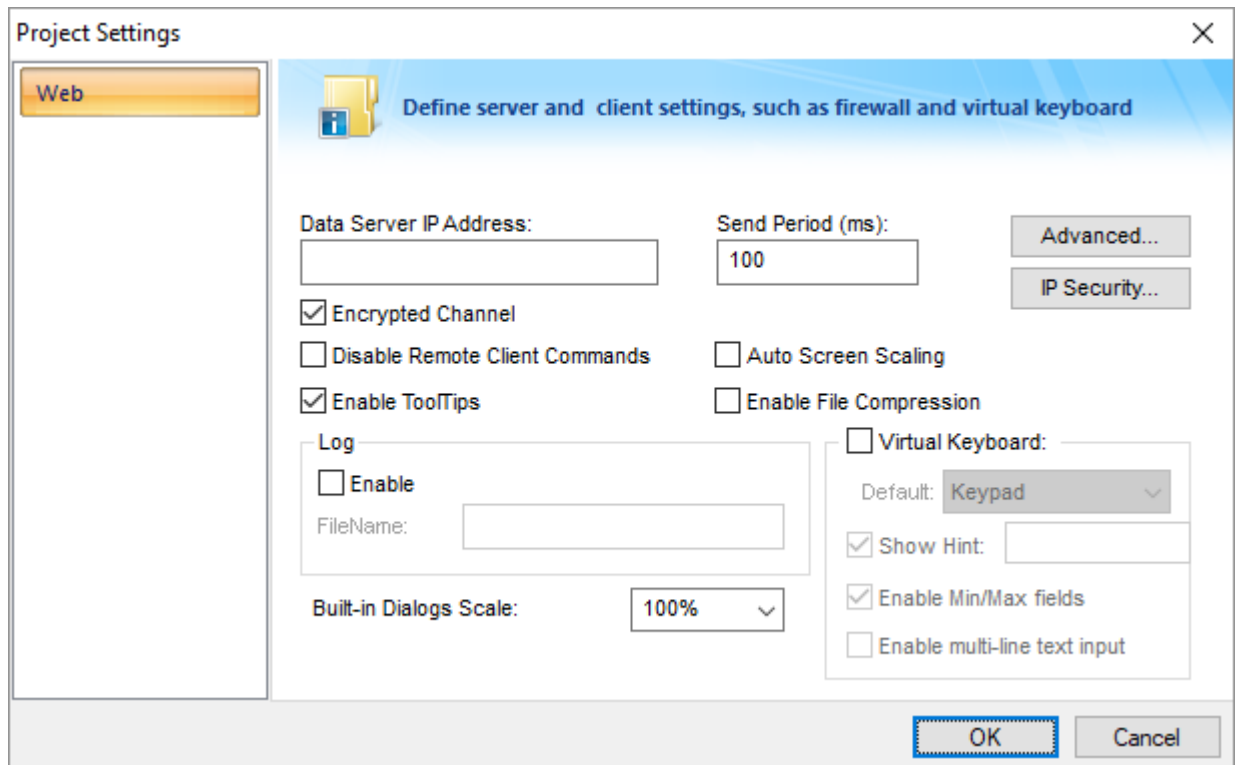 Project Settings
Web
Define server and client settings, such as firewall and virtual keyboard
Data Server IP Address:
Send Period (ms):
100
Advanced...
IP Security...
Encrypted Channel
Disable Remote Client Commands
Auto Screen Scaling
Enable ToolTips
Enable File Compression
Log
Enable
FileName:
Virtual Keyboard:
Default: Keypad
Show Hint:
Enable Min/Max fields
Enable multi-line text input
Built-in Dialogs Scale:
100%
OK
Cancel